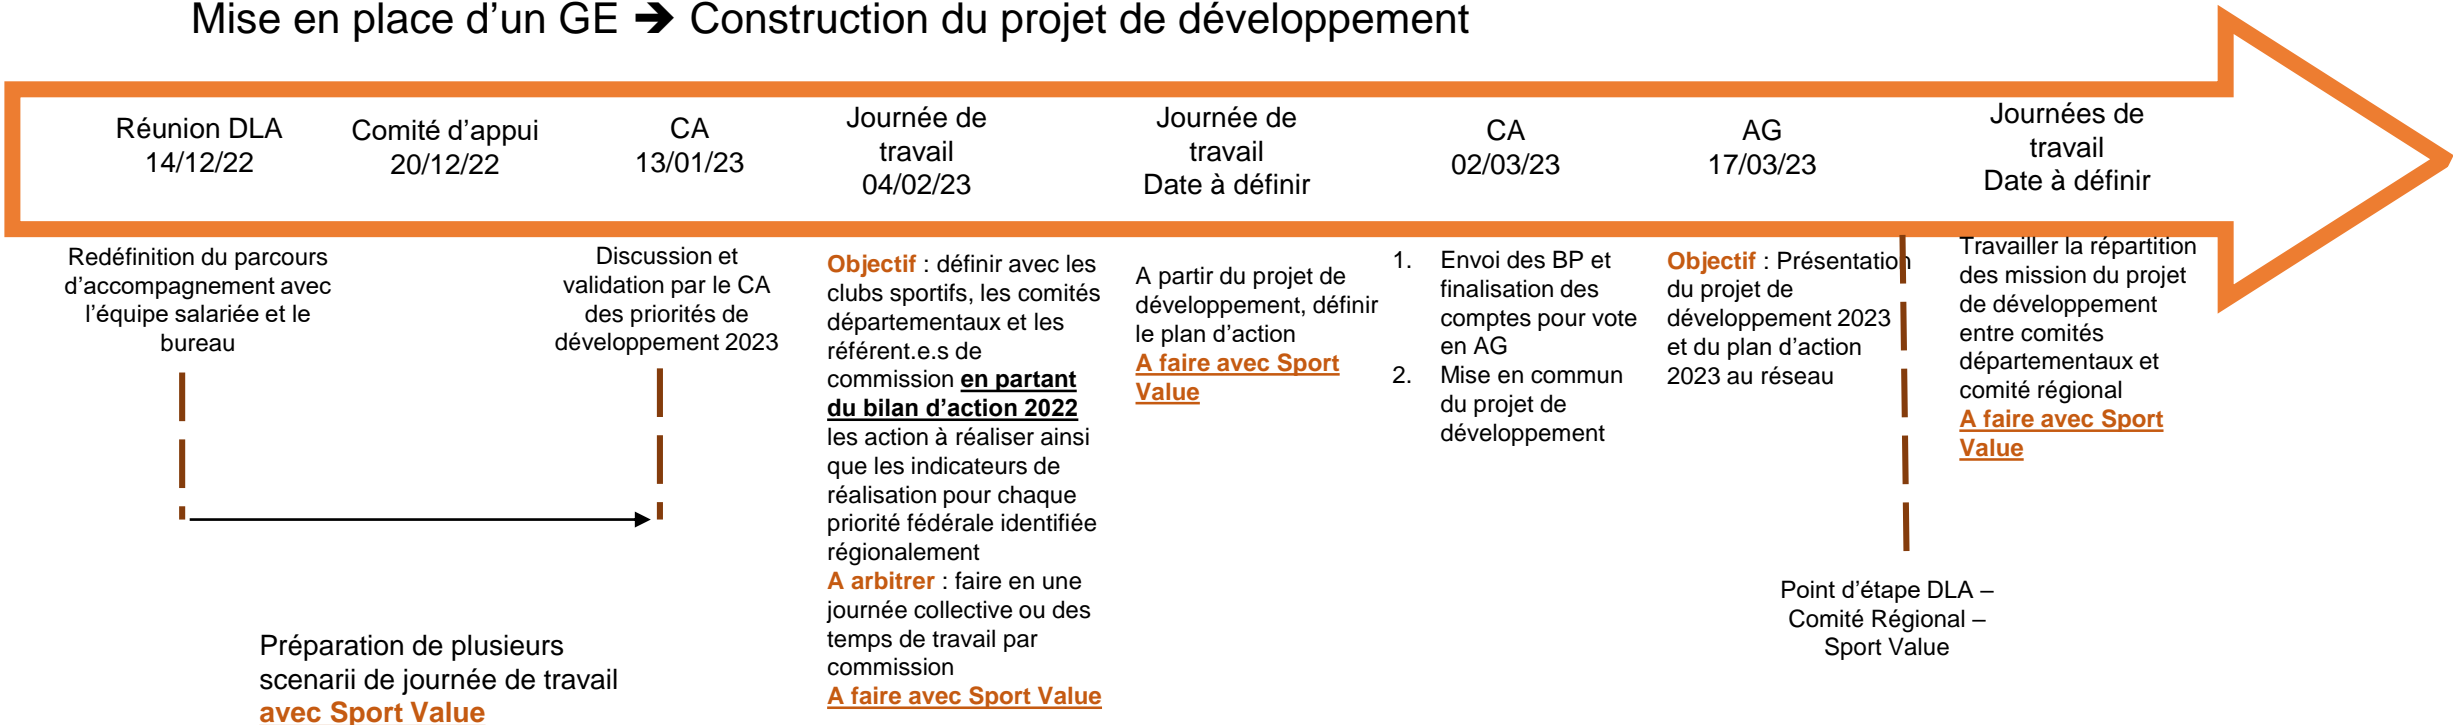 Mise en place d’un GE ➔ Construction du projet de développement
Réunion DLA
14/12/22
Comité d’appui
20/12/22
CA
13/01/23
Journée de
travail
04/02/23
Journée de
travail
Date à définir
CA
02/03/23
AG
17/03/23
Journées de
travail
Date à définir
Redéfinition du parcours
d’accompagnement avec
l’équipe salariée et le
bureau
Discussion et
validation par le CA
des priorités de
développement 2023
Objectif : définir avec les
clubs sportifs, les comités
départementaux et les
référent.e.s de
commission en partant
du bilan d’action 2022
les action à réaliser ainsi
que les indicateurs de
réalisation pour chaque
priorité fédérale identifiée
régionalement
A arbitrer : faire en une
journée collective ou des
temps de travail par
commission
A faire avec Sport Value
A partir du projet de
développement, définir
le plan d’action
A faire avec Sport
Value
1. Envoi des BP et
finalisation des
comptes pour vote
en AG
2. Mise en commun
du projet de
développement
Objectif : Présentation
du projet de
développement 2023
et du plan d’action
2023 au réseau
Travailler la répartition
des mission du projet
de développement
entre comités
départementaux et
comité régional
A faire avec Sport
Value
Préparation de plusieurs
scenarii de journée de travail
avec Sport Value
Point d’étape DLA –
Comité Régional –
Sport Value